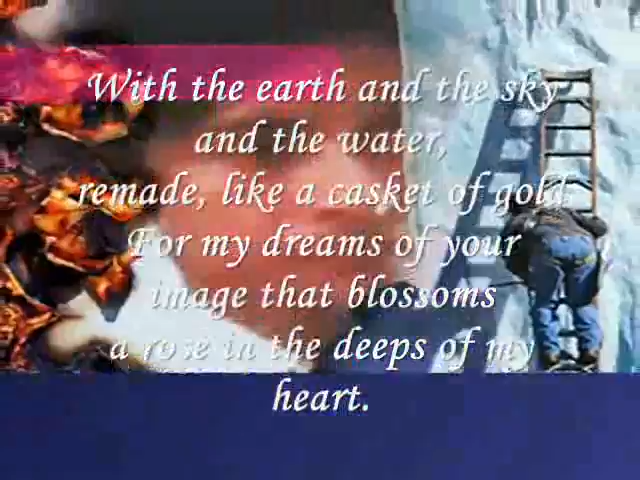 With the earth and the sky
and the water,
remade, like a casket of gold
For my dreams of your
image that blossoms
a rose in the deeps of my
heart.